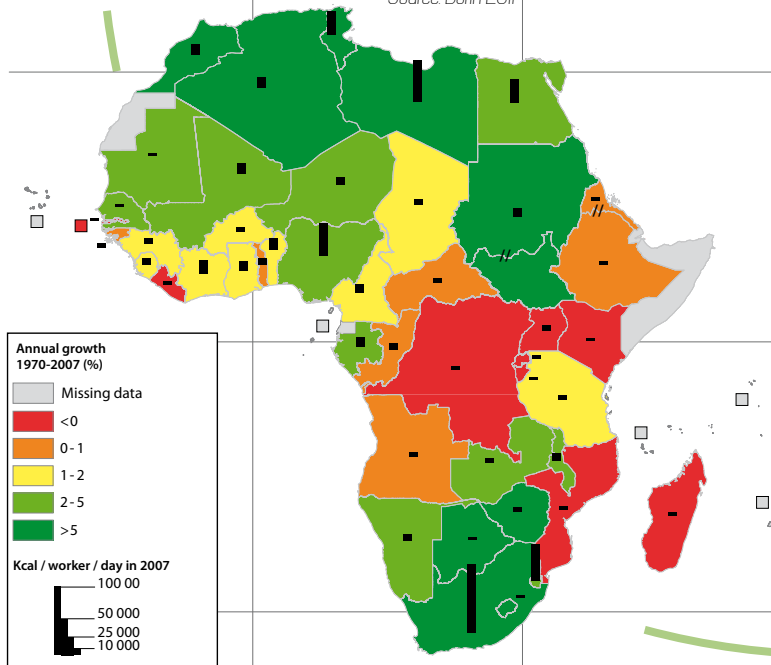 Annual growth
1970-2007 (%)
Missing data
<0
0 - 1
1 - 2
2 - 5
>5
Kcal / worker / day in 2007
100 00
50 000
25 000
10 000